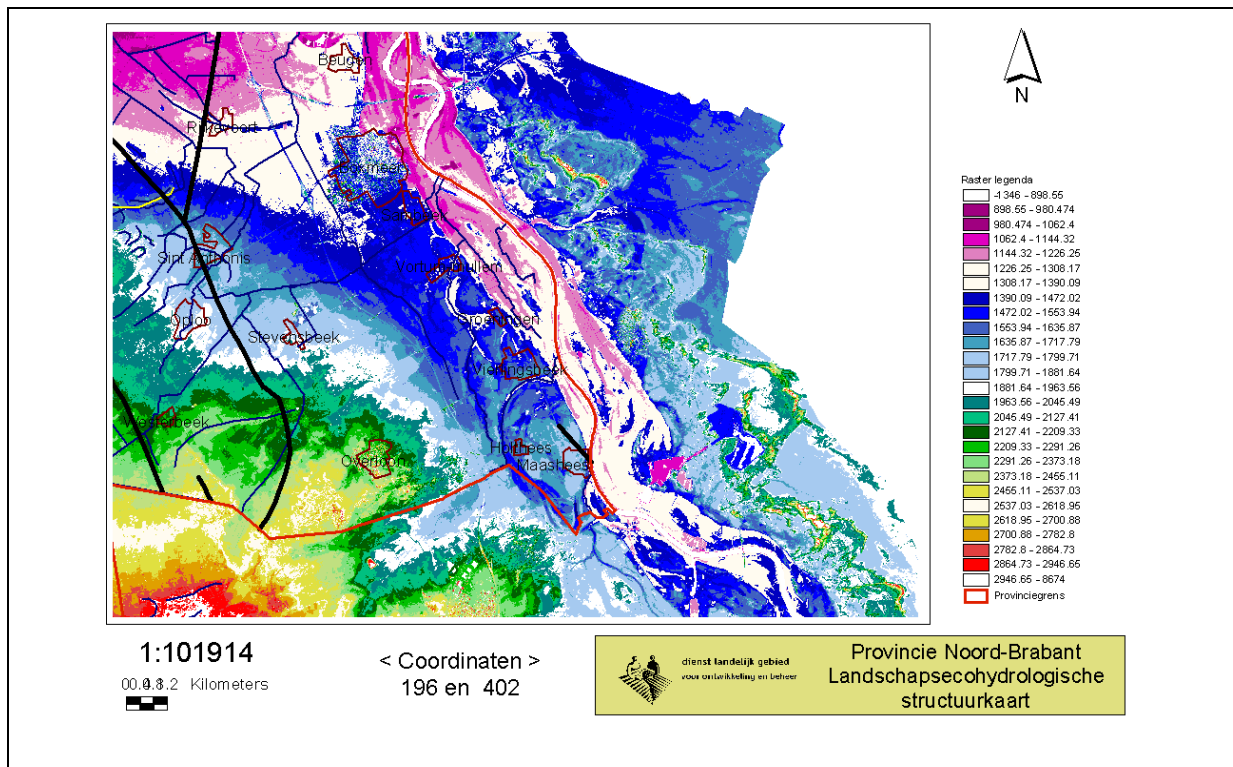 Beugen
N
Rijkevoort
Raster legenda
-1346 - 898.55
898.55 - 980.474
980.474 - 1062.4
1062.4 - 1144.32
1144.32 - 1226.25
1226.25 - 1308.17
1308.17 - 1390.09
1390.09 - 1472.02
1472.02 - 1553.94
1553.94 - 1635.87
1635.87 - 1717.79
1717.79 - 1799.71
1799.71 - 1881.64
1881.64 - 1963.56
1963.56 - 2045.49
2045.49 - 2127.41
2127.41 - 2209.33
2209.33 - 2291.26
2291.26 - 2373.18
2373.18 - 2455.11
2455.11 - 2537.03
2537.03 - 2618.95
2618.95 - 2700.88
2700.88 - 2782.8
2782.8 - 2864.73
2864.73 - 2946.65
2946.65 - 8674
Provinciegrens
Sambeek
Sint Anthonis
Oploo
Stevensbeek
Groeningen
Vierlingsbeek
Westerbeek
Overloon
Holthees
Maashees
1:101914
Kilometers
< Coordinaten >
196 en 402
dienst landelijk gebied
voor ontwikkeling en beheer
Provincie Noord-Brabant
Landschapsecohydrologische
structuurkaart